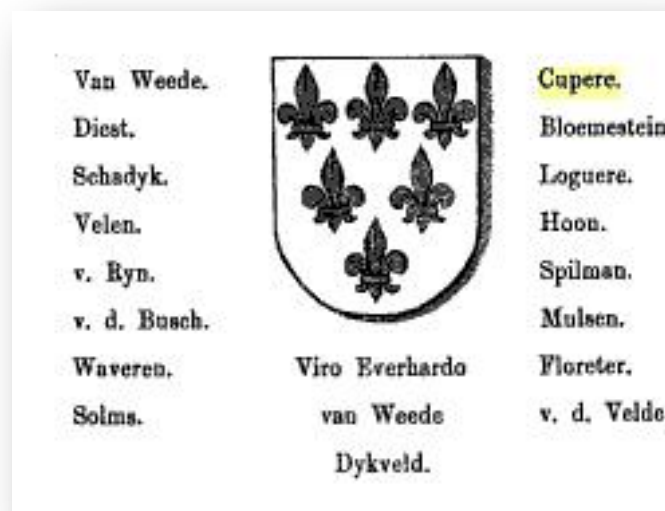 Van Weede.
Diest.
Schadyk.
Velen.
v. Ryn.
v. d. Busch.
Waveren.
Solms.
Viro Everhardo
van Weede
Dykveld.
Cupere.
Bloemestein
Loguere.
Hoon.
Spilman.
Mulsen.
Floreter.
v. d. Velde